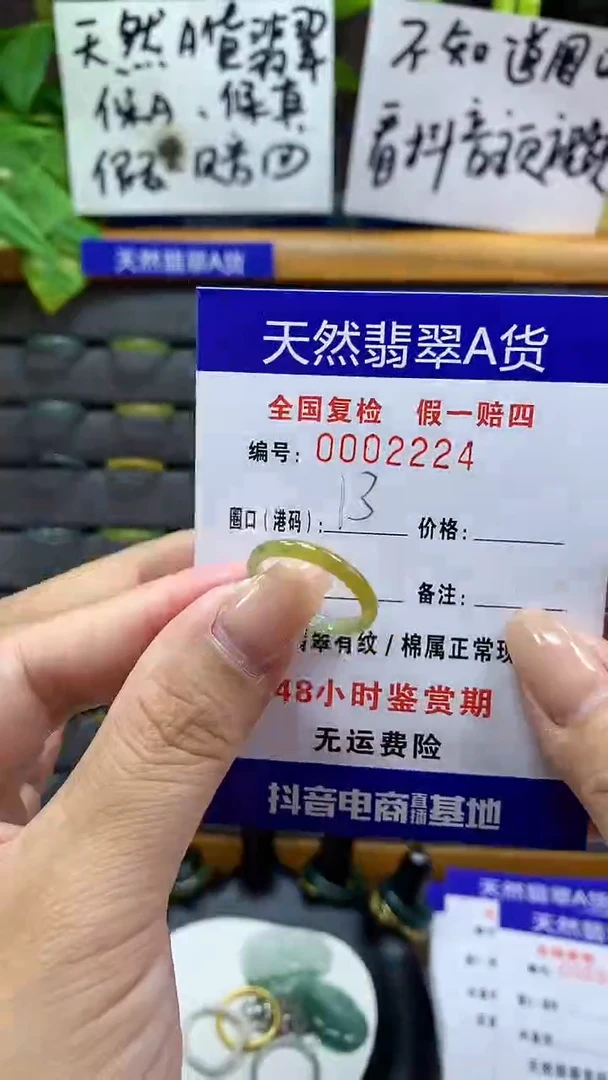 天然A货翡翠
保A、保真
假一赔四
不知道圈口
看抖音视频
天然翡翠A货
天然翡翠A货
全国复检 假一赔四
编号: 0002224
圈口(港码): 13 价格:
备注:
翡翠有纹/棉属正常现
48小时鉴赏期
无运费险
抖音电商直播基地
天然翡翠A货
天然翡